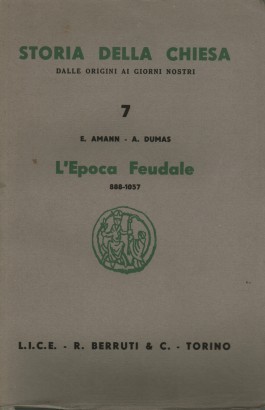 STORIA DELLA CHIESA
DALLE ORIGINI AI GIORNI NOSTRI
7
E. AMANN - A. DUMAS
L'Epoca Feudale
888-1057
L.I.C.E. - R. BERRUTI & C. - TORINO